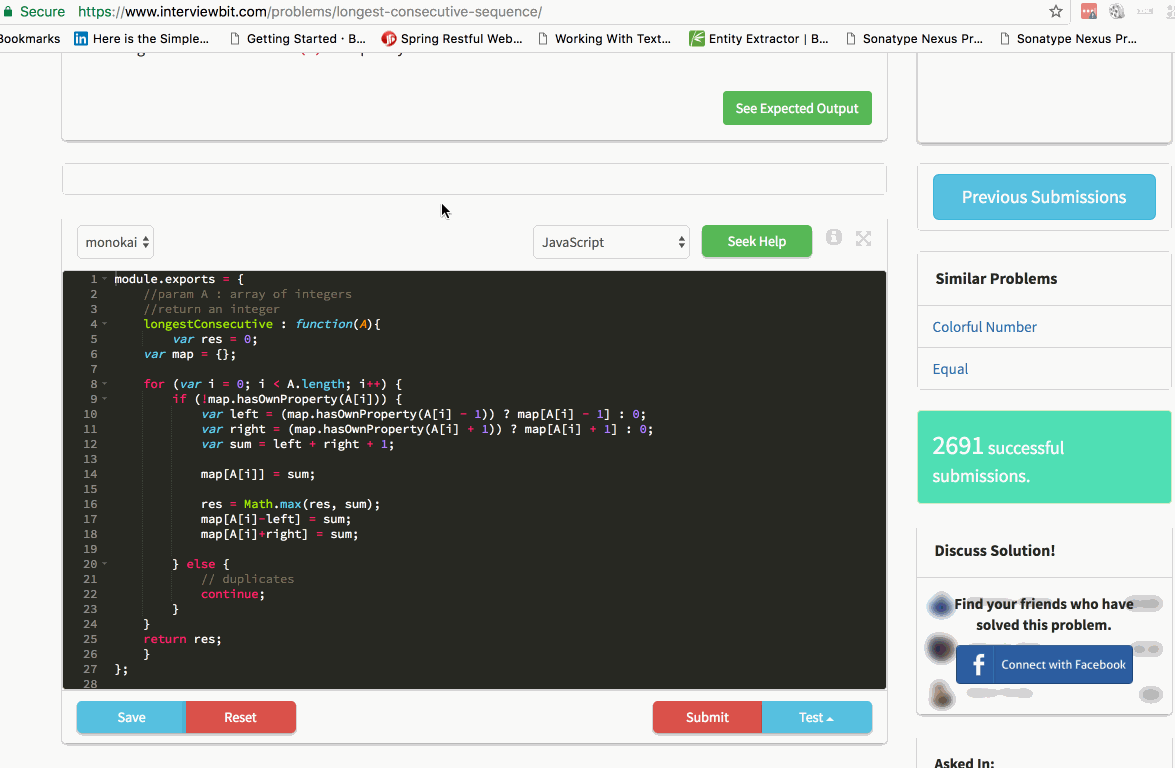 Secure https://www.interviewbit.com/problems/longest-consecutive-sequence/
Bookmarks Here is the Simple... Getting Started · B... Spring Restful Web... Working With Text... Entity Extractor | B... Sonatype Nexus Pr... Sonatype Nexus Pr...
See Expected Output
Previous Submissions
monokai JavaScript Seek Help
1 module.exports = {
2 //param A : array of integers
3 //return an integer
4 longestConsecutive : function(A){
5 var res = 0;
6 var map = {};
7
8 for (var i = 0; i < A.length; i++) {
9 if (!map.hasOwnProperty(A[i])) {
10 var left = (map.hasOwnProperty(A[i] - 1)) ? map[A[i] - 1] : 0;
11 var right = (map.hasOwnProperty(A[i] + 1)) ? map[A[i] + 1] : 0;
12 var sum = left + right + 1;
13
14 map[A[i]] = sum;
15
16 res = Math.max(res, sum);
17 map[A[i]-left] = sum;
18 map[A[i]+right] = sum;
19
20 } else {
21 // duplicates
22 continue;
23 }
24 }
25 return res;
26 }
27 };
28
Save Reset Submit Test
Similar Problems
Colorful Number
Equal
2691 successful
submissions.
Discuss Solution!
Find your friends who have
solved this problem.
Connect with Facebook
Asked In: